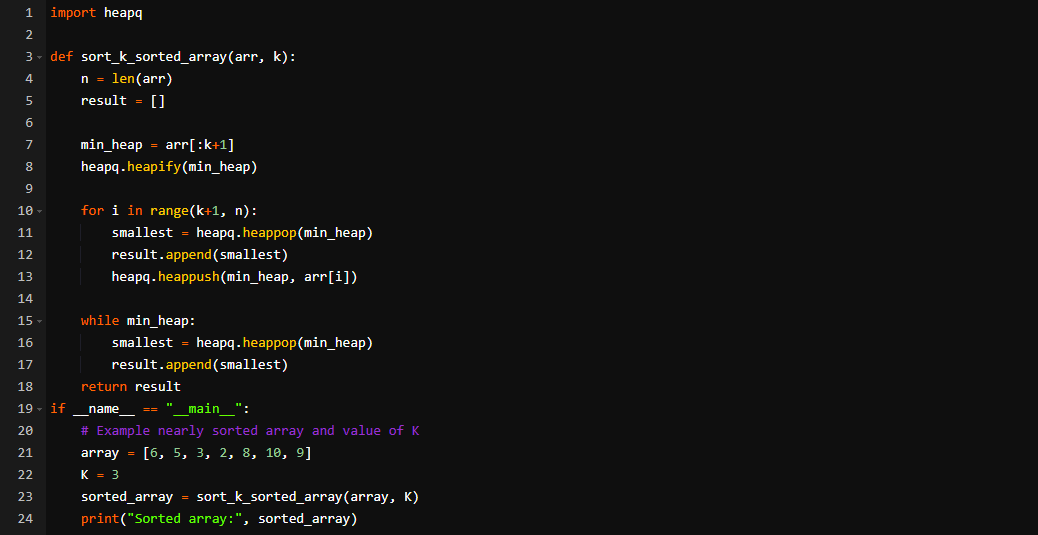 1 import heapq
2
3 def sort_k_sorted_array(arr, k):
4     n = len(arr)
5     result = []
6
7     min_heap = arr[:k+1]
8     heapq.heapify(min_heap)
9
10     for i in range(k+1, n):
11         smallest = heapq.heappop(min_heap)
12         result.append(smallest)
13         heapq.heappush(min_heap, arr[i])
14
15     while min_heap:
16         smallest = heapq.heappop(min_heap)
17         result.append(smallest)
18     return result
19 if __name__ == "__main__":
20     # Example nearly sorted array and value of K
21     array = [6, 5, 3, 2, 8, 10, 9]
22     K = 3
23     sorted_array = sort_k_sorted_array(array, K)
24     print("Sorted array:", sorted_array)